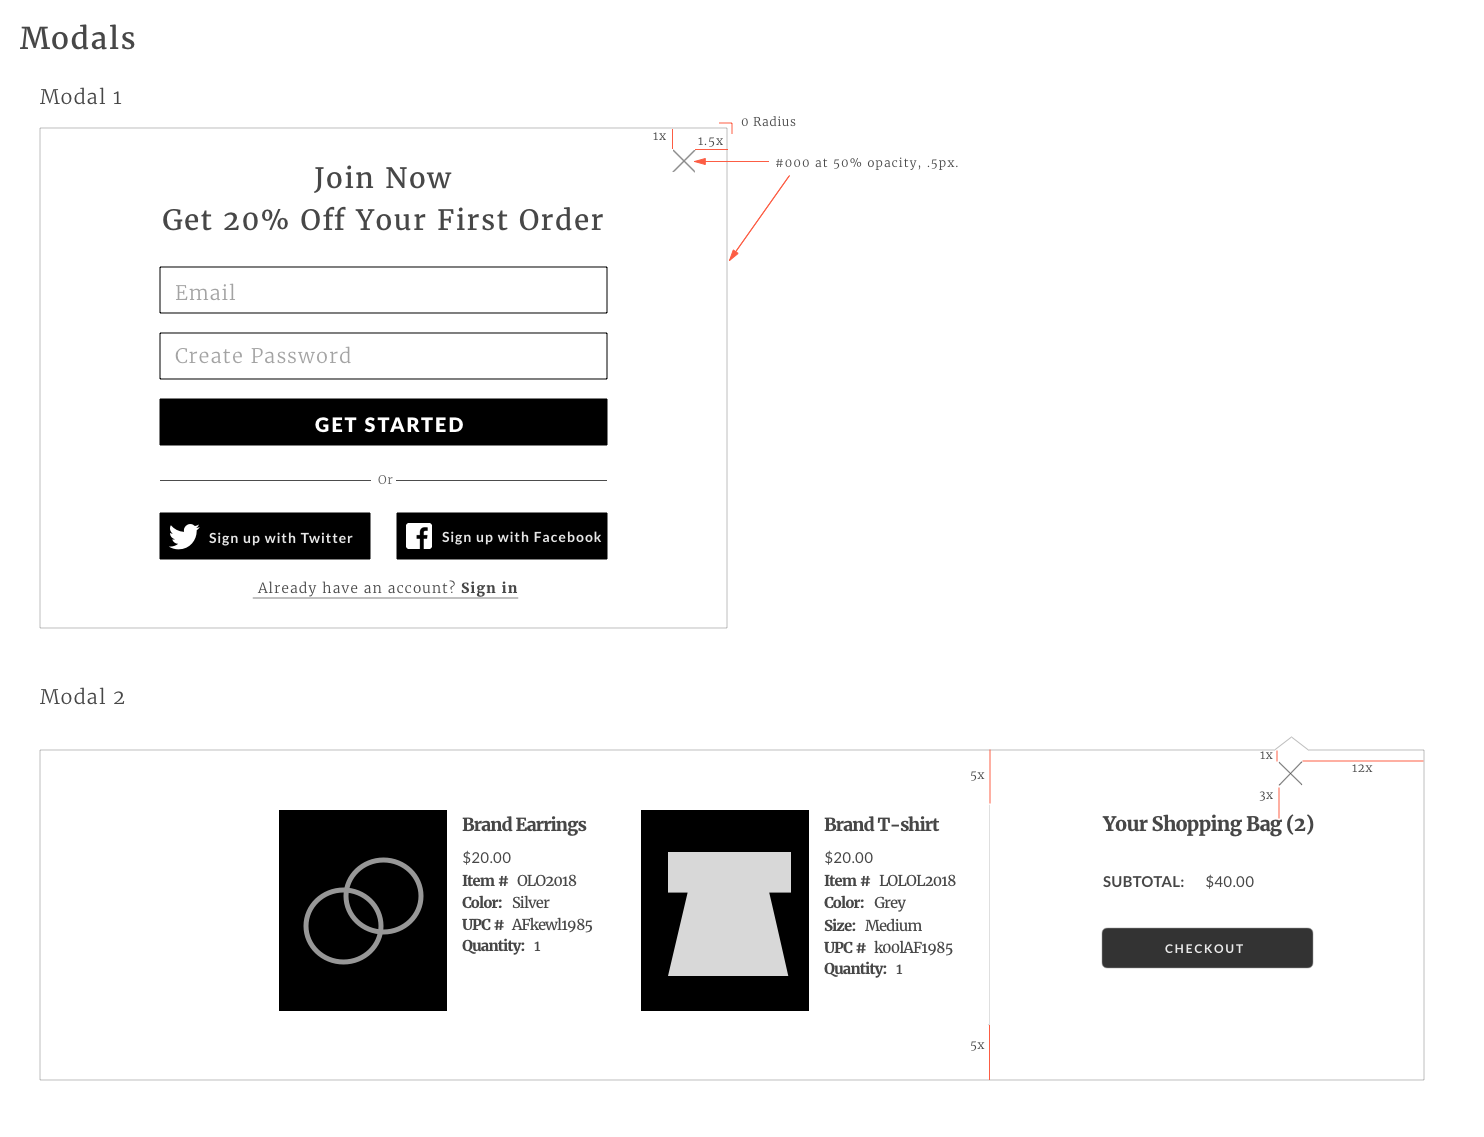 Modals
Modal 1
0 Radius
1x
1.5x
#000 at 50% opacity, .5px.
Join Now
Get 20% Off Your First Order
Email
Create Password
GET STARTED
Or
Sign up with Twitter
Sign up with Facebook
Already have an account? Sign in
Modal 2
1x
12x
5x
3x
Brand Earrings
$20.00
Item # OLO2018
Color: Silver
UPC # AFkewl1985
Quantity: 1
Brand T-shirt
$20.00
Item # LOLOL2018
Color: Grey
Size: Medium
UPC # k00lAF1985
Quantity: 1
Your Shopping Bag (2)
SUBTOTAL: $40.00
CHECKOUT
5x